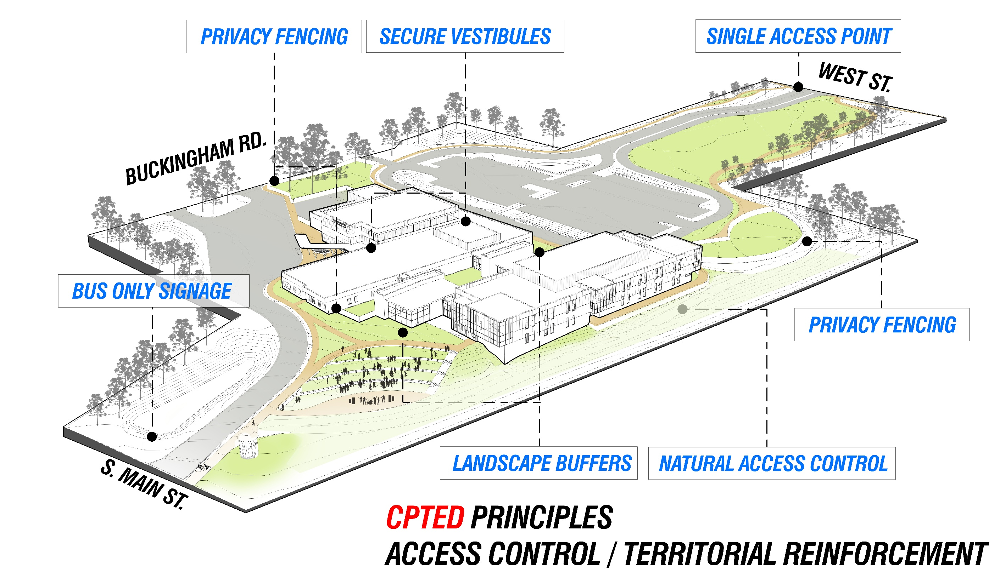 PRIVACY FENCING
SECURE VESTIBULES
SINGLE ACCESS POINT
WEST ST.
BUCKINGHAM RD.
BUS ONLY SIGNAGE
PRIVACY FENCING
LANDSCAPE BUFFERS
NATURAL ACCESS CONTROL
S. MAIN ST.
CPTED PRINCIPLES
ACCESS CONTROL / TERRITORIAL REINFORCEMENT